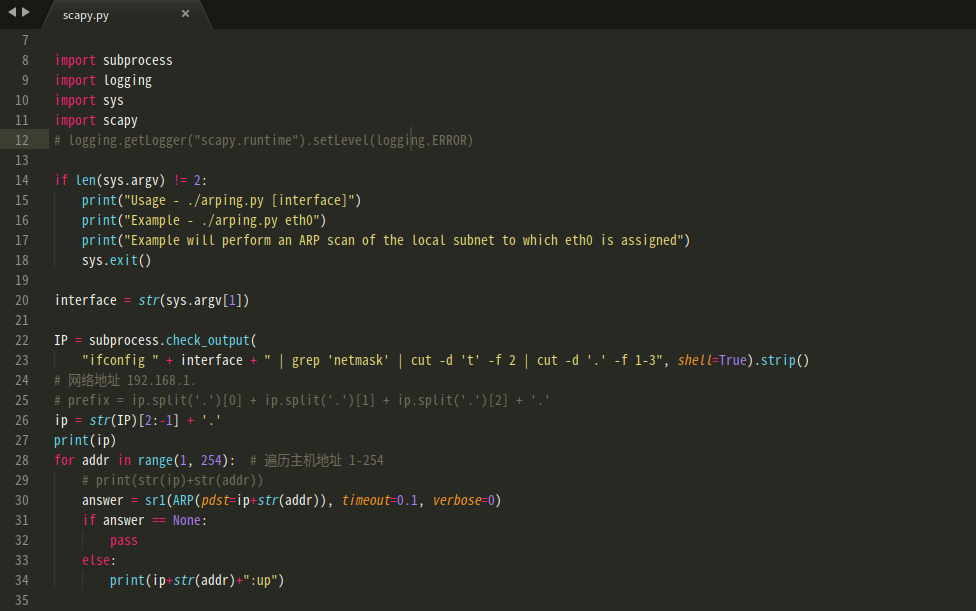 scapy.py ×
7
8 import subprocess
9 import logging
10 import sys
11 import scapy
12 # logging.getLogger("scapy.runtime").setLevel(logging.ERROR)
13
14 if len(sys.argv) != 2:
15     print("Usage - ./arping.py [interface]")
16     print("Example - ./arping.py eth0")
17     print("Example will perform an ARP scan of the local subnet to which eth0 is assigned")
18     sys.exit()
19
20 interface = str(sys.argv[1])
21
22 IP = subprocess.check_output(
23     "ifconfig " + interface + " | grep 'netmask' | cut -d 't' -f 2 | cut -d '.' -f 1-3", shell=True).strip()
24 # 网络地址 192.168.1.
25 # prefix = ip.split('.')[0] + ip.split('.')[1] + ip.split('.')[2] + '.'
26 ip = str(IP)[2:-1] + '.'
27 print(ip)
28 for addr in range(1, 254):  # 遍历主机地址 1-254
29     # print(str(ip)+str(addr))
30     answer = sr1(ARP(pdst=ip+str(addr)), timeout=0.1, verbose=0)
31     if answer == None:
32         pass
33     else:
34         print(ip+str(addr)+":up")
35